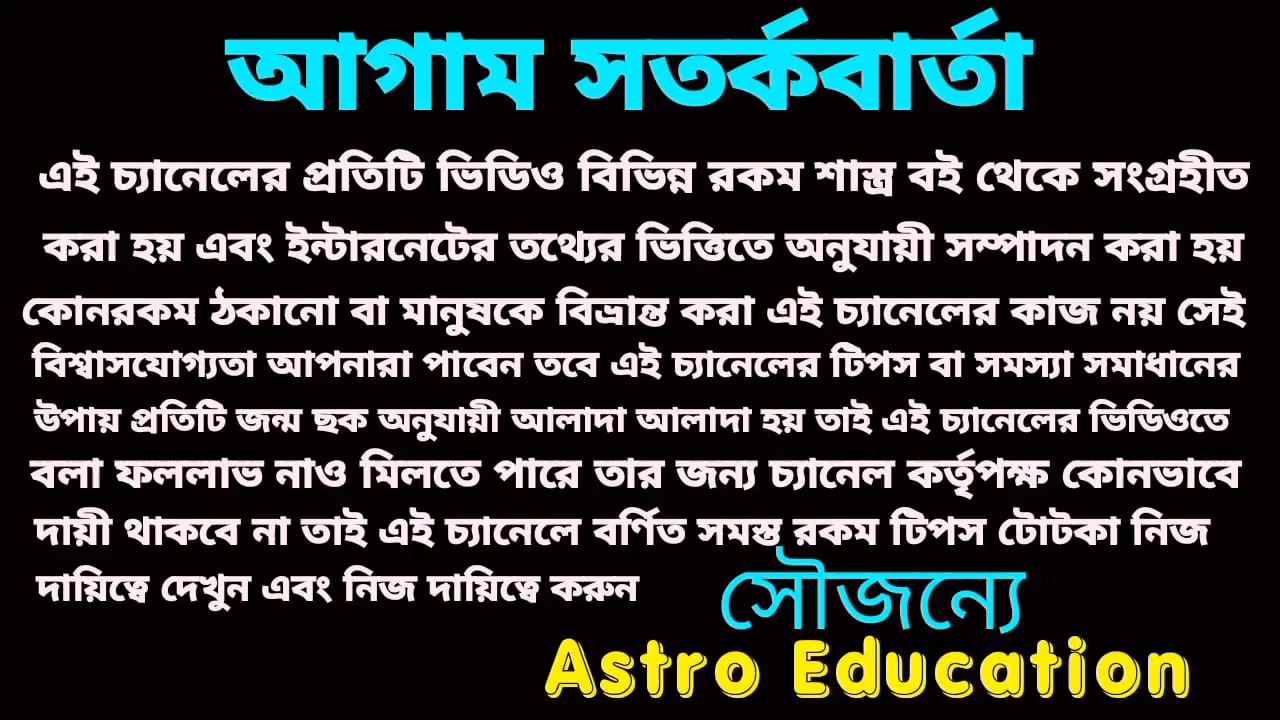 আগাম সতর্কবার্তা
এই চ্যানেলের প্রতিটি ভিডিও বিভিন্ন রকম শাস্ত্র বই থেকে সংগ্রহীত
করা হয় এবং ইন্টারনেটের তথ্যের ভিত্তিতে অনুযায়ী সম্পাদন করা হয়
কোনরকম ঠকানো বা মানুষকে বিভ্রান্ত করা এই চ্যানেলের কাজ নয় সেই
বিশ্বাসযোগ্যতা আপনারা পাবেন তবে এই চ্যানেলের টিপস বা সমস্যা সমাধানের
উপায় প্রতিটি জন্ম ছক অনুযায়ী আলাদা আলাদা হয় তাই এই চ্যানেলের ভিডিওতে
বলা ফললাভ নাও মিলতে পারে তার জন্য চ্যানেল কর্তৃপক্ষ কোনভাবে
দায়ী থাকবে না তাই এই চ্যানেলে বর্ণিত সমস্ত রকম টিপস টোটকা নিজ
দায়িত্বে দেখুন এবং নিজ দায়িত্বে করুন
সৌজন্যে
Astro Education